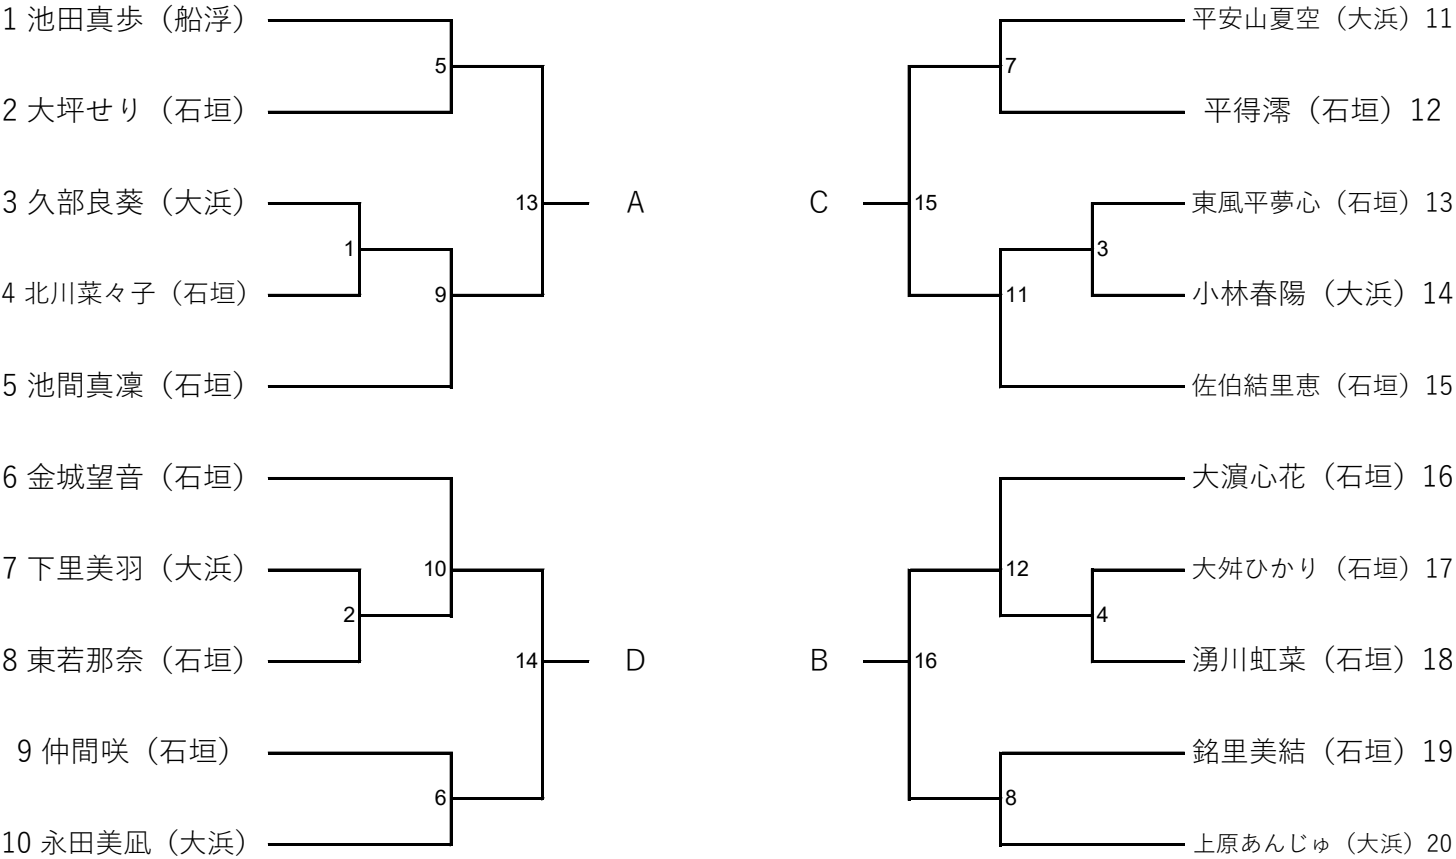 1 池田真歩（船浮）
5
2 大坪せり（石垣）
3 久部良葵（大浜）
13
A
1
4 北川菜々子（石垣）
9
5 池間真凜（石垣）
6 金城望音（石垣）
7 下里美羽（大浜）
10
2
8 東若那奈（石垣）
14
D
9 仲間咲（石垣）
6
10 永田美凪（大浜）
平安山夏空（大浜）11
7
平得澪（石垣）12
C
15
東風平夢心（石垣）13
3
11
小林春陽（大浜）14
佐伯結里恵（石垣）15
大濵心花（石垣）16
12
大舛ひかり（石垣）17
4
B
16
湧川虹菜（石垣）18
銘里美結（石垣）19
8
上原あんじゅ（大浜）20